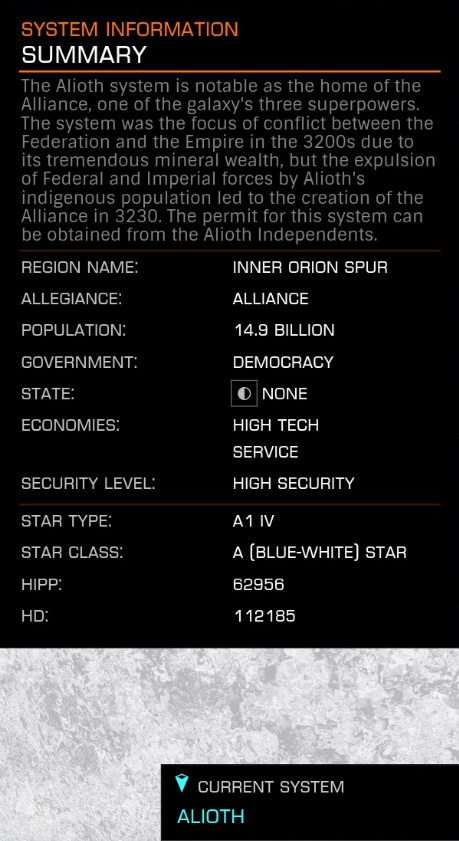 SYSTEM INFORMATION
SUMMARY
The Alioth system is notable as the home of the
Alliance, one of the galaxy's three superpowers.
The system was the focus of conflict between the
Federation and the Empire in the 3200s due to
its tremendous mineral wealth, but the expulsion
of Federal and Imperial forces by Alioth's
indigenous population led to the creation of the
Alliance in 3230. The permit for this system can
be obtained from the Alioth Independents.
REGION NAME: INNER ORION SPUR
ALLEGIANCE: ALLIANCE
POPULATION: 14.9 BILLION
GOVERNMENT: DEMOCRACY
STATE: NONE
ECONOMIES: HIGH TECH
SERVICE
SECURITY LEVEL: HIGH SECURITY
STAR TYPE: A1 IV
STAR CLASS: A (BLUE-WHITE) STAR
HIPP: 62956
HD: 112185
CURRENT SYSTEM
ALIOTH